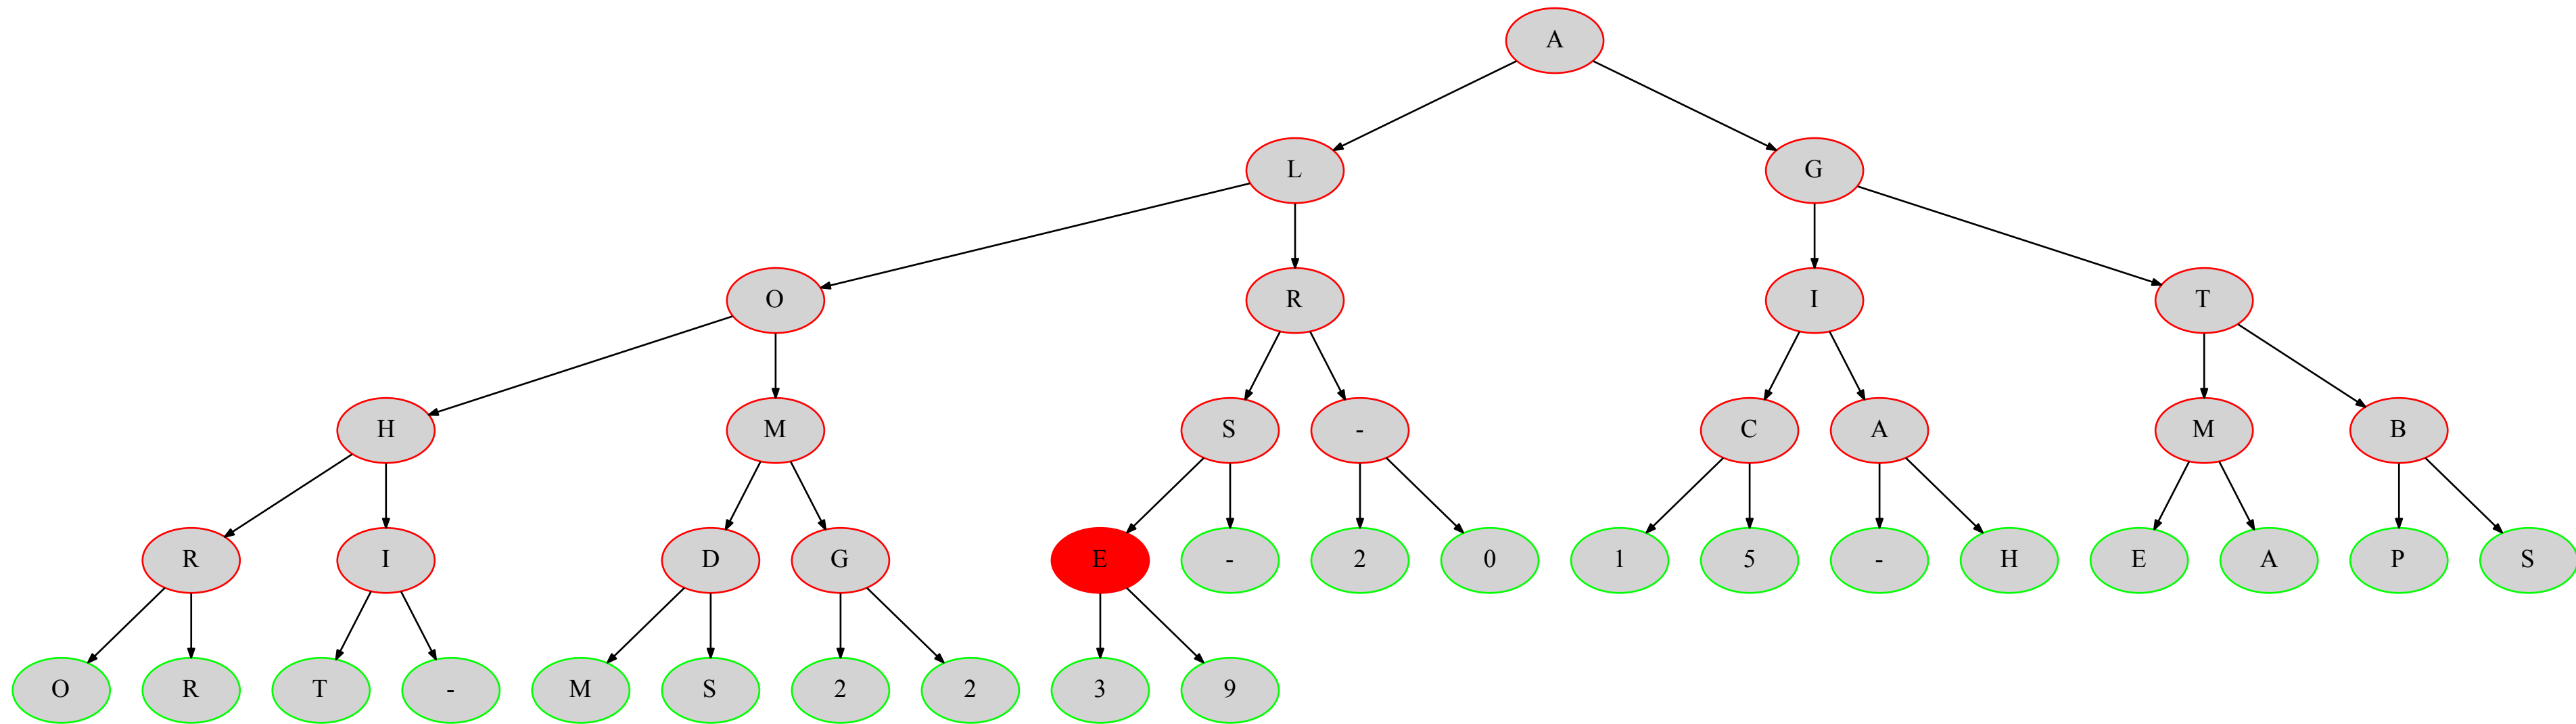 A
L G
O R I T
H M S - C A M B
R I D G E - 2 0 1 5 - H E A P S
O R T - M S 2 2 3 9